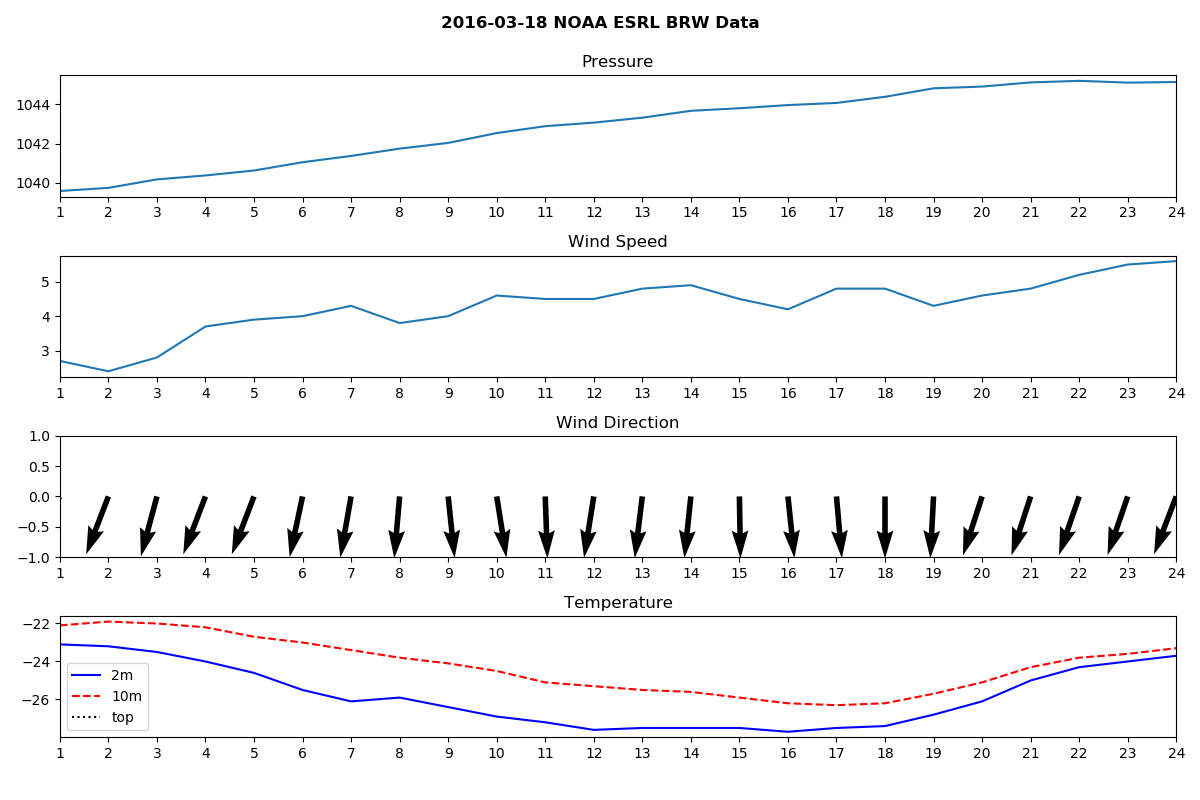 2016-03-18 NOAA ESRL BRW Data
Pressure
1044
1042
1040
1 2 3 4 5 6 7 8 9 10 11 12 13 14 15 16 17 18 19 20 21 22 23 24
Wind Speed
5
4
3
1 2 3 4 5 6 7 8 9 10 11 12 13 14 15 16 17 18 19 20 21 22 23 24
Wind Direction
1.0
0.5
0.0
−0.5
−1.0
1 2 3 4 5 6 7 8 9 10 11 12 13 14 15 16 17 18 19 20 21 22 23 24
Temperature
−22
−24
−26
2m
10m
top
1 2 3 4 5 6 7 8 9 10 11 12 13 14 15 16 17 18 19 20 21 22 23 24